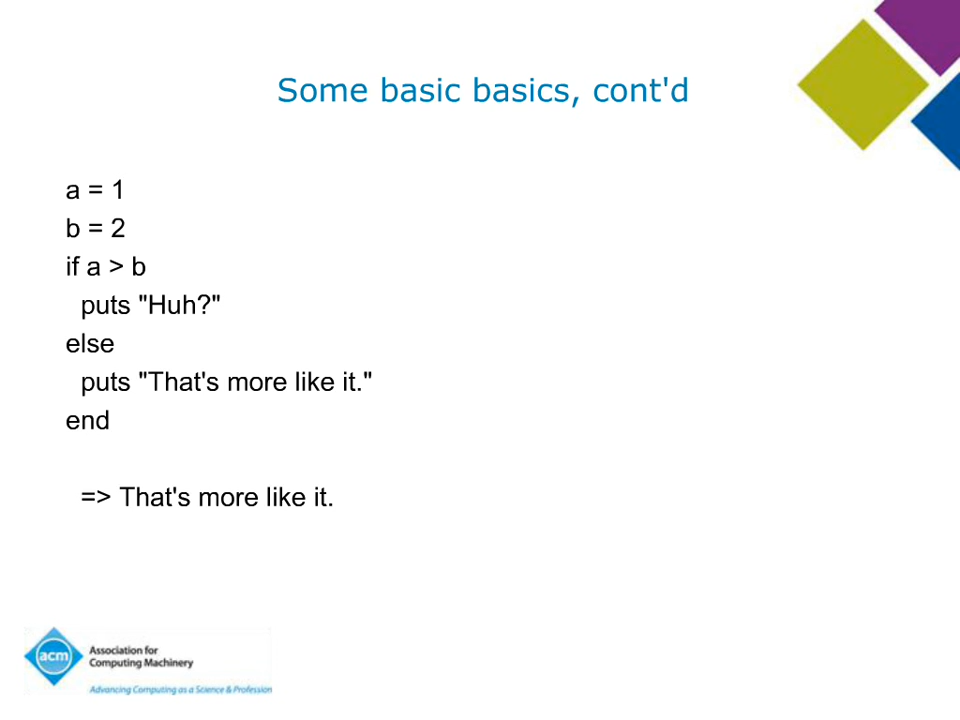 Some basic basics, cont'd
a = 1
b = 2
if a > b
puts "Huh?"
else
puts "That's more like it."
end
=> That's more like it.
acm
Association for
Computing Machinery
Advancing Computing as a Science & Profession